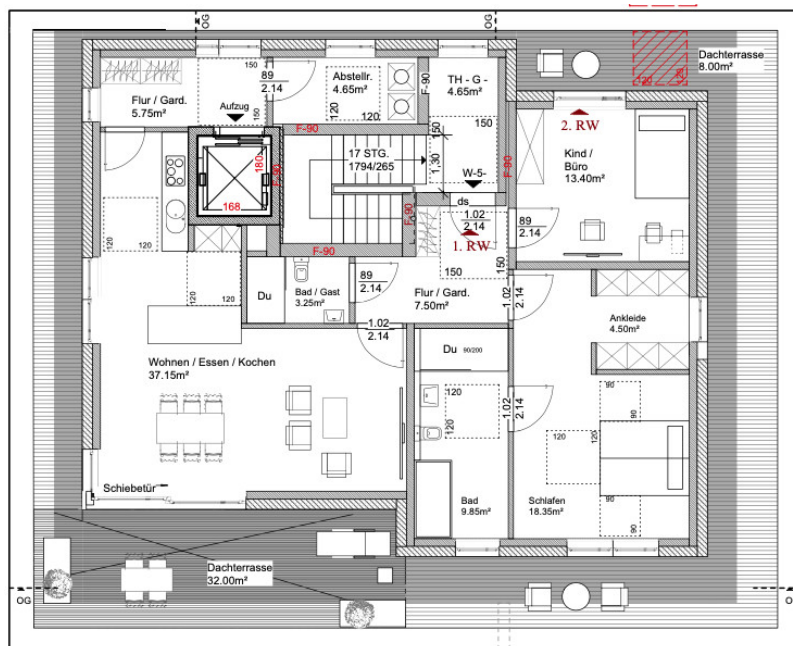 OG
OG
Dachterrasse
8.00m²
120
150
89
2.14
Abstellr.
4.65m²
120
120
F-90
TH - G -
4.65m²
150
Flur / Gard.
5.75m²
Aufzug
150
F-90
150
F-90
2. RW
Kind /
Büro
13.40m²
180
F-90
168
17 STG.
1794/265
1,30
W-5-
ds
1.02
2.14
F-90
1. RW
89
2.14
120
120
F-90
150
150
120
120
Du
Bad / Gast
3.25m²
89
2.14
Flur / Gard.
7.50m²
1.02
2.14
Ankleide
4.50m²
1.02
2.14
Wohnen / Essen / Kochen
37.15m²
Du 90/200
120
120
1.02
2.14
90
90
120
120
Schiebetür
Bad
9.85m²
Schlafen
18.35m²
90
90
Dachterrasse
32.00m²
OG
OG